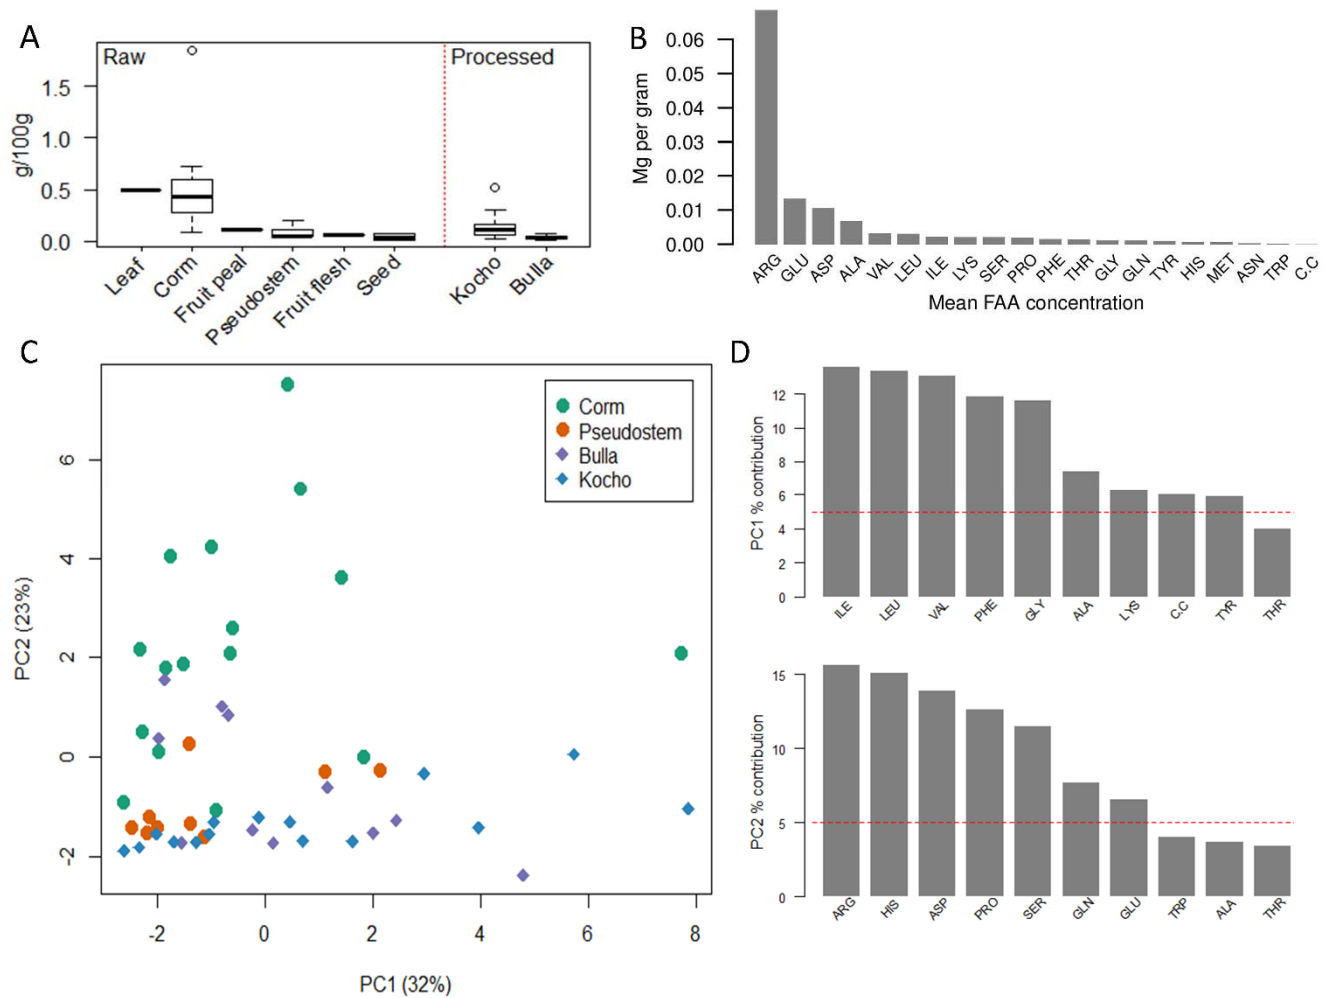 A
Raw
Processed
g/100g
1.5
1.0
0.5
0.0
Leaf
Corm
Fruit peal
Pseudostem
Fruit flesh
Seed
Kocho
Bulla
B
Mg per gram
0.06
0.05
0.04
0.03
0.02
0.01
0.00
ARG
GLU
ASP
ALA
VAL
LEU
ILE
LYS
SER
PRO
PHE
THR
GLY
GLN
TYR
HIS
MET
ASN
TRP
C.C
Mean FAA concentration
C
PC2 (23%)
6
4
2
0
-2
Corm
Pseudostem
Bulla
Kocho
-2
0
2
4
6
8
PC1 (32%)
D
PC1 % contribution
12
10
8
6
4
2
0
ILE
LEU
VAL
PHE
GLY
ALA
LYS
C.C
TYR
THR
PC2 % contribution
15
10
5
0
ARG
HIS
ASP
PRO
SER
GLN
GLU
TRP
ALA
THR